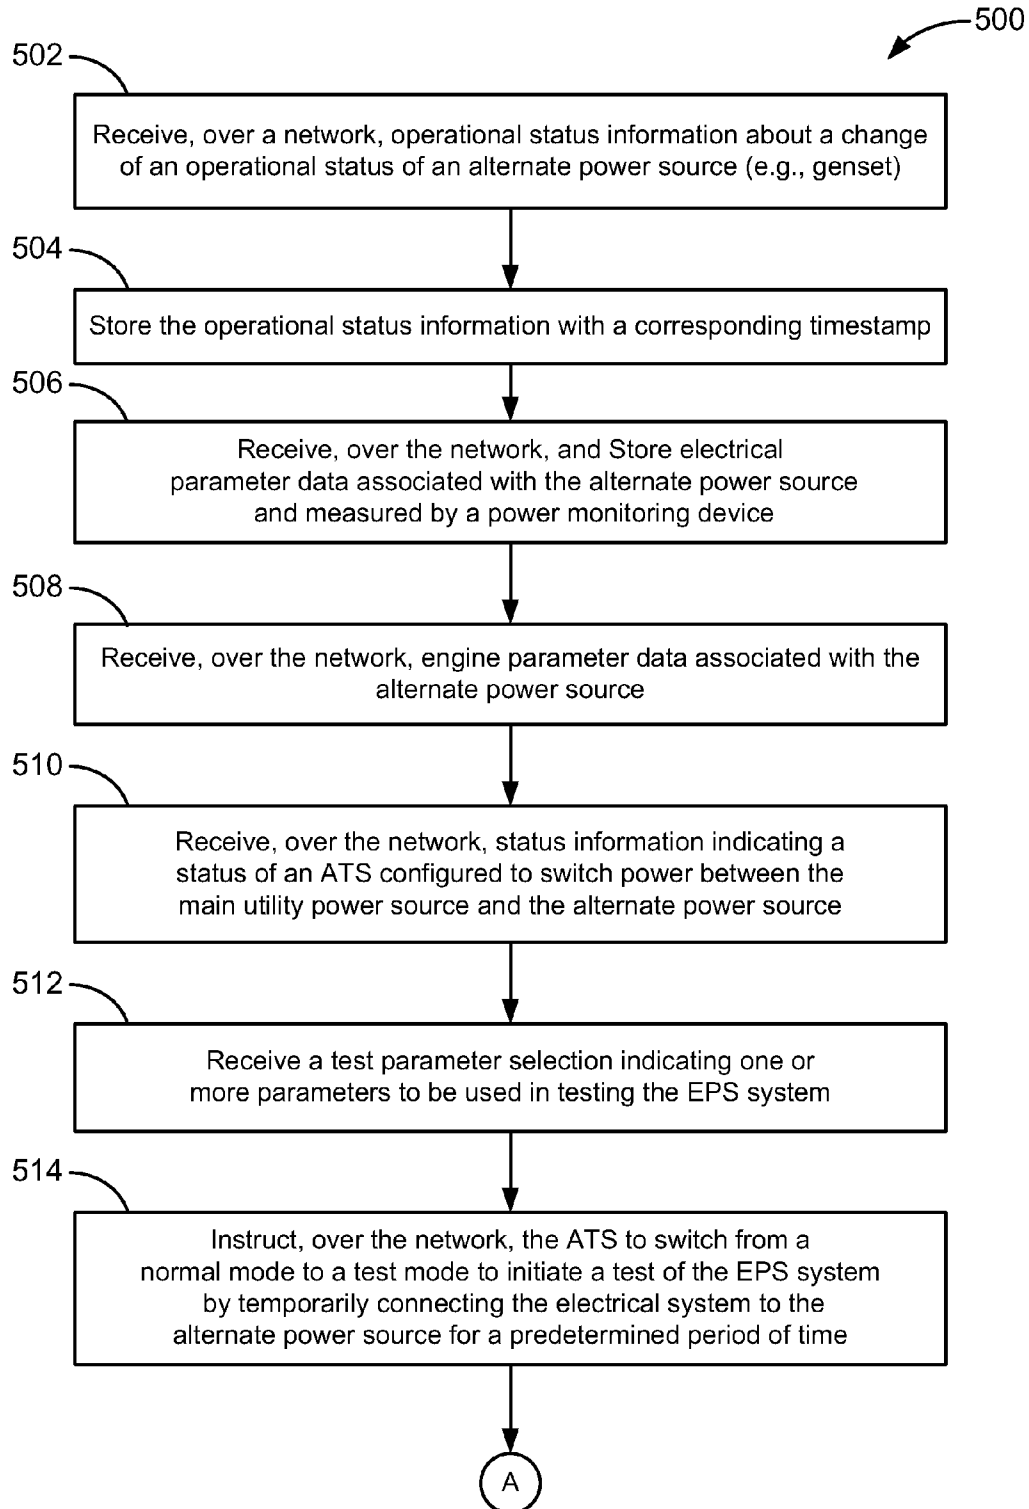 500
502
Receive, over a network, operational status information about a change
of an operational status of an alternate power source (e.g., genset)
504
Store the operational status information with a corresponding timestamp
506
Receive, over the network, and Store electrical
parameter data associated with the alternate power source
and measured by a power monitoring device
508
Receive, over the network, engine parameter data associated with the
alternate power source
510
Receive, over the network, status information indicating a
status of an ATS configured to switch power between the
main utility power source and the alternate power source
512
Receive a test parameter selection indicating one or
more parameters to be used in testing the EPS system
514
Instruct, over the network, the ATS to switch from a
normal mode to a test mode to initiate a test of the EPS system
by temporarily connecting the electrical system to the
alternate power source for a predetermined period of time
A